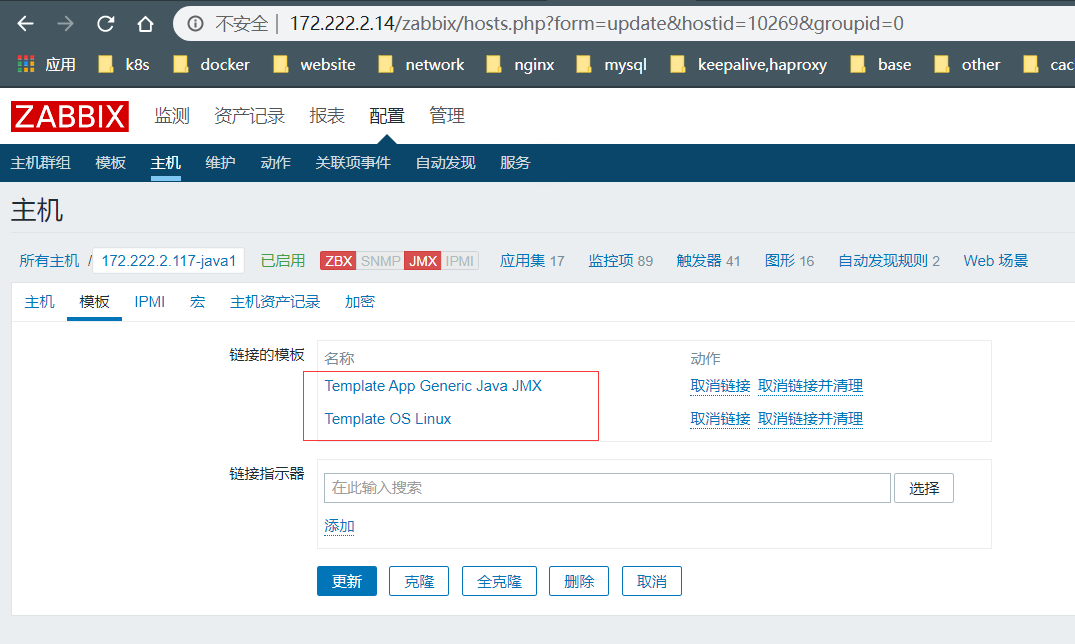 不安全 | 172.222.2.14/zabbix/hosts.php?form=update&hostid=10269&groupid=0
应用 k8s docker website network nginx mysql keepalive,haproxy base other cac
ZABBIX 监测 资产记录 报表 配置 管理
主机群组 模板 主机 维护 动作 关联项事件 自动发现 服务
主机
所有主机 / 172.222.2.117-java1 已启用 ZBX SNMP JMX IPMI 应用集 17 监控项 89 触发器 41 图形 16 自动发现规则 2 Web 场景
主机 模板 IPMI 宏 主机资产记录 加密
链接的模板 名称 动作
Template App Generic Java JMX 取消链接 取消链接并清理
Template OS Linux 取消链接 取消链接并清理
链接指示器 在此输入搜索 选择
添加
更新 克隆 全克隆 删除 取消